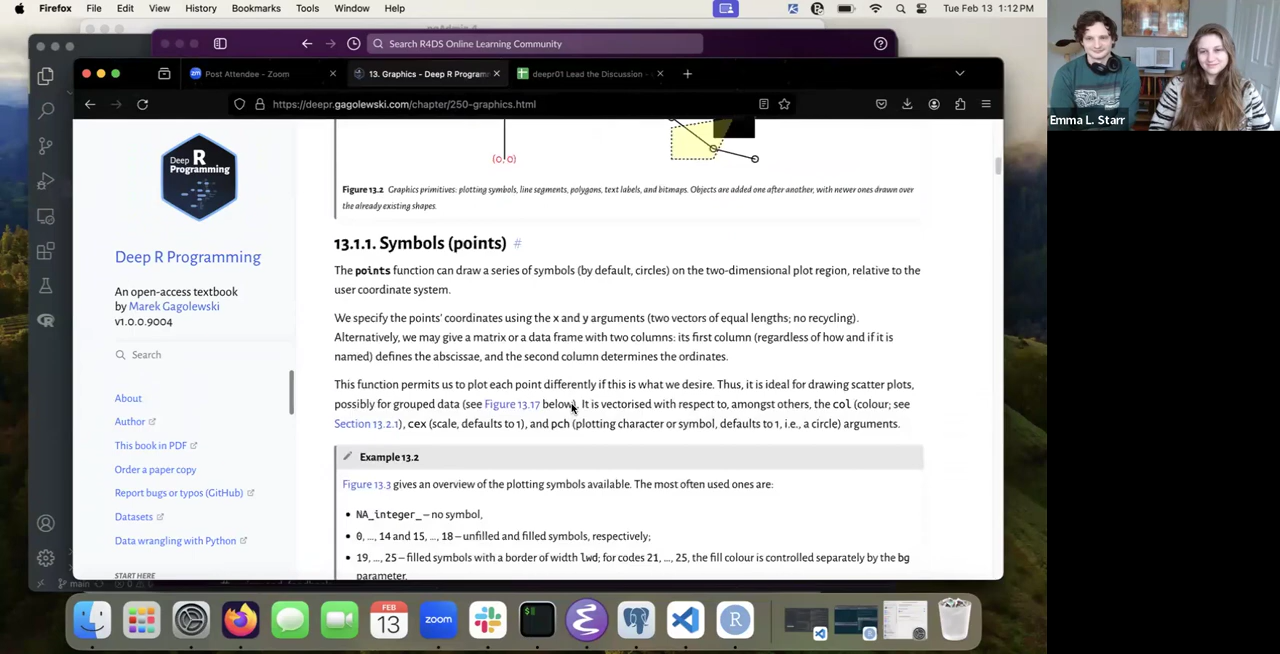 Firefox File Edit View History Bookmarks Tools Window Help Tue Feb 13 1:12 PM
Search R4DS Online Learning Community
Post Attendee - Zoom
13. Graphics - Deep R Program
deepr01 Lead the Discussion -
https://deepr.gagolewski.com/chapter/250-graphics.html
Emma L. Starr
Deep R Programming
Deep R Programming
An open-access textbook
by Marek Gagolewski
v1.0.0.9004
Search
About
Author
This book in PDF
Order a paper copy
Report bugs or typos (GitHub)
Datasets
Data wrangling with Python
START HERE
(0,0)
Figure 13.2 Graphics primitives: plotting symbols, line segments, polygons, text labels, and bitmaps. Objects are added one after another, with newer ones drawn over
the already existing shapes.
13.1.1. Symbols (points) #
The points function can draw a series of symbols (by default, circles) on the two-dimensional plot region, relative to the
user coordinate system.
We specify the points' coordinates using the x and y arguments (two vectors of equal lengths; no recycling).
Alternatively, we may give a matrix or a data frame with two columns: its first column (regardless of how and if it is
named) defines the abscissae, and the second column determines the ordinates.
This function permits us to plot each point differently if this is what we desire. Thus, it is ideal for drawing scatter plots,
possibly for grouped data (see Figure 13.17 below). It is vectorised with respect to, amongst others, the col (colour; see
Section 13.2.1), cex (scale, defaults to 1), and pch (plotting character or symbol, defaults to 1, i.e., a circle) arguments.
Example 13.2
Figure 13.3 gives an overview of the plotting symbols available. The most often used ones are:
• NA_integer_ – no symbol,
• 0, …, 14 and 15, …, 18 – unfilled and filled symbols, respectively;
• 19, …, 25 – filled symbols with a border of width lwd; for codes 21, …, 25, the fill colour is controlled separately by the bg
parameter.
main
FEB
13
zoom
R